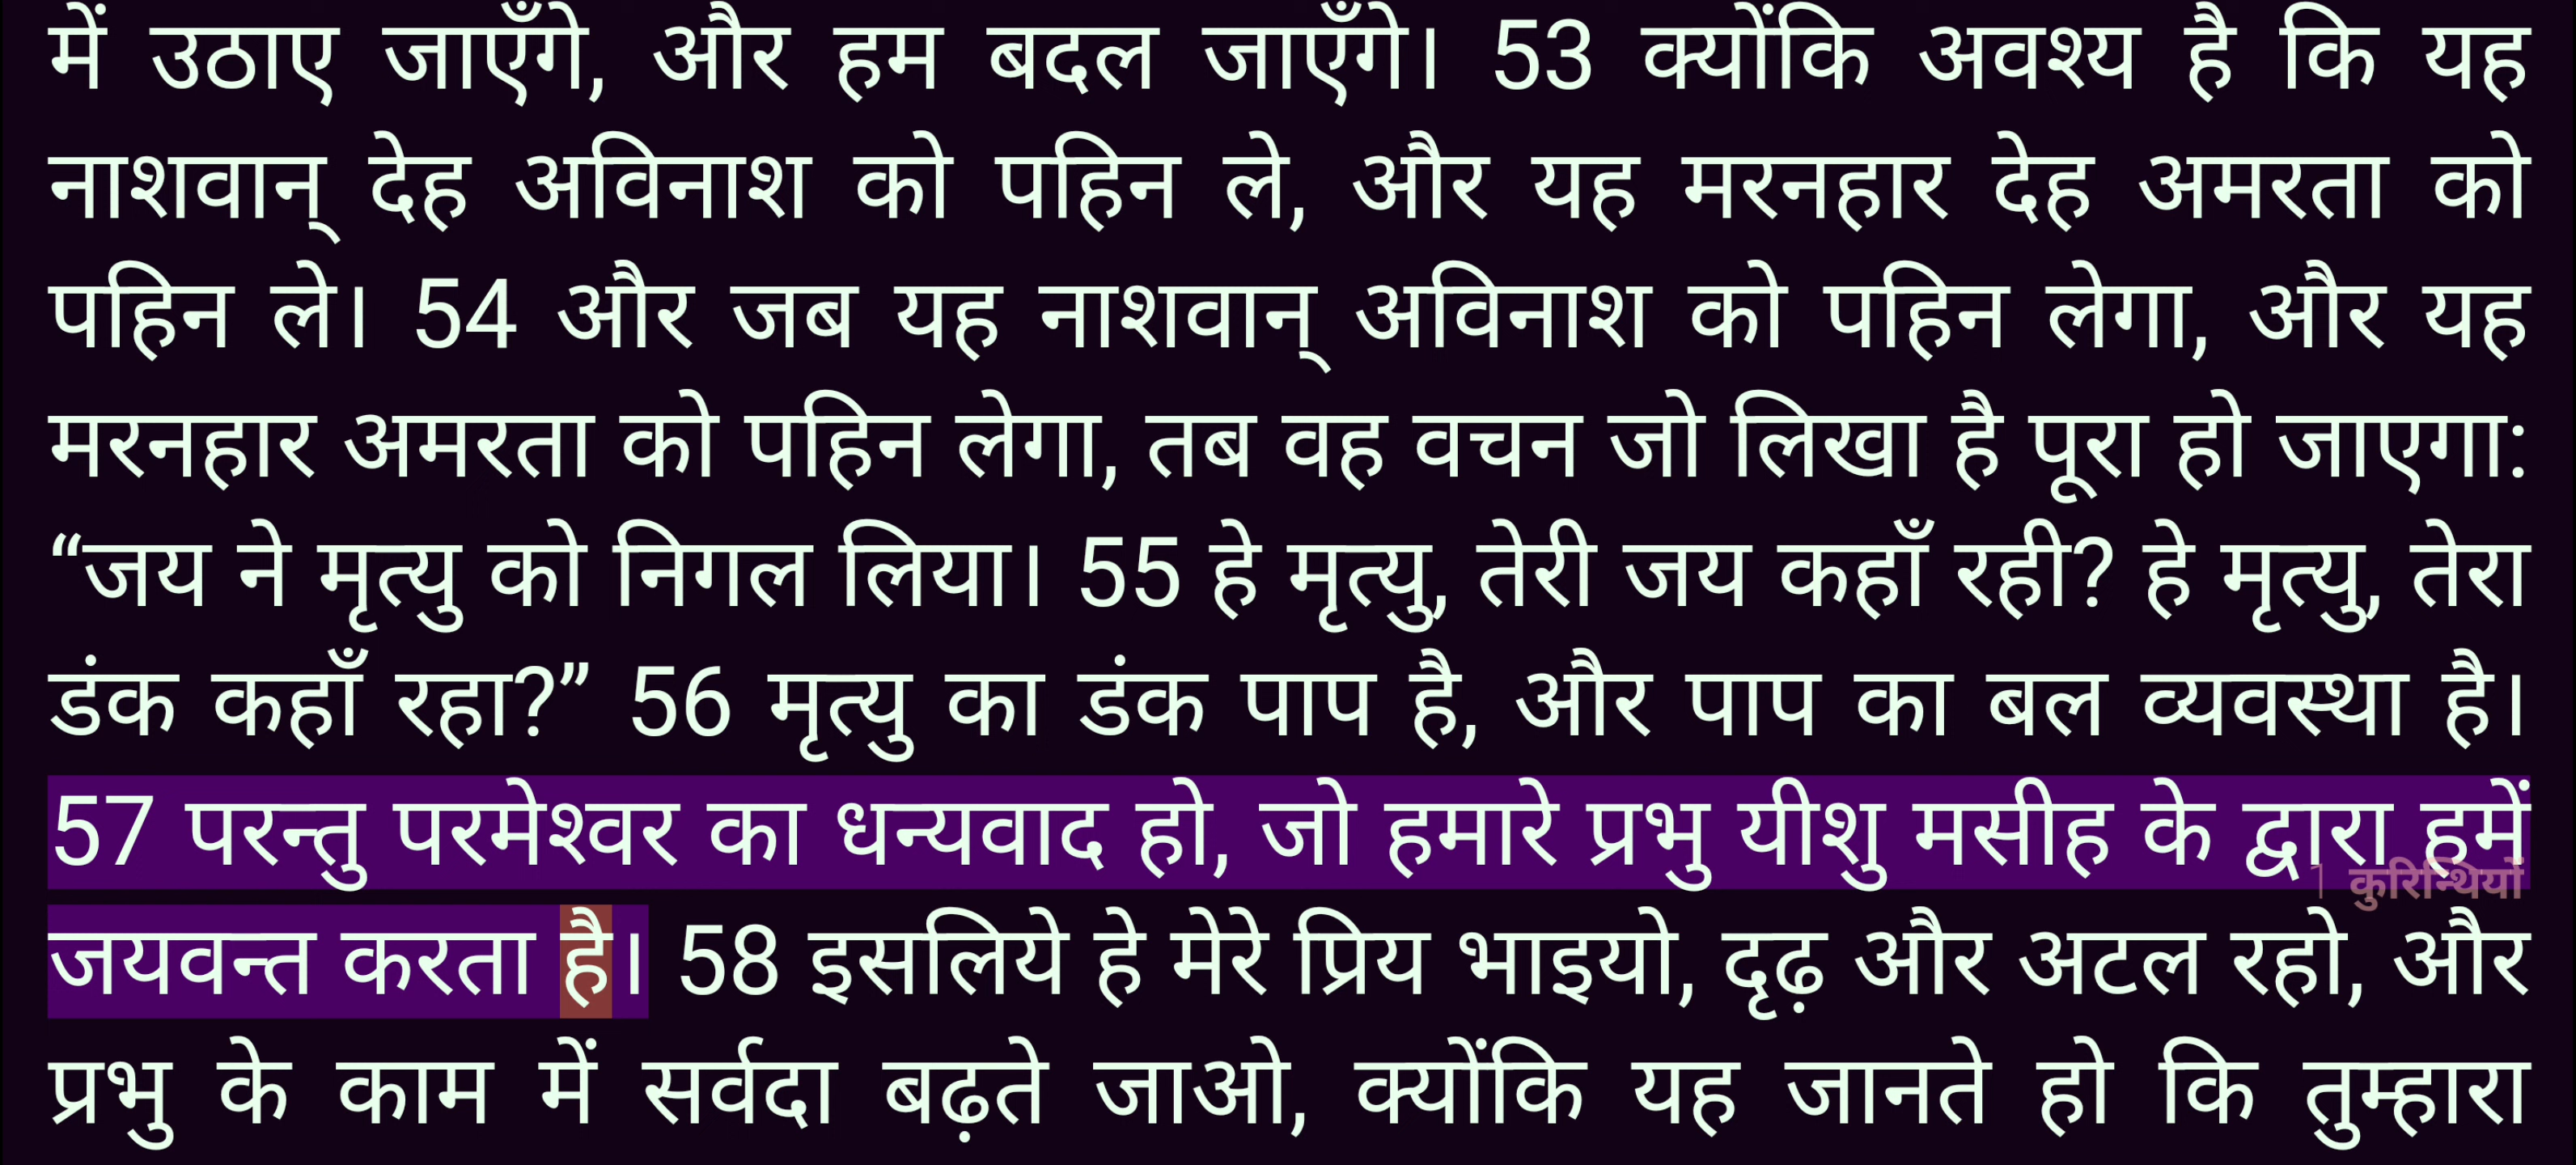 में उठाए जाएँगे, और हम बदल जाएँगे। 53 क्योंकि अवश्य है कि यह
नाशवान् देह अविनाश को पहिन ले, और यह मरनहार देह अमरता को
पहिन ले। 54 और जब यह नाशवान् अविनाश को पहिन लेगा, और यह
मरनहार अमरता को पहिन लेगा, तब वह वचन जो लिखा है पूरा हो जाएगा:
“जय ने मृत्यु को निगल लिया। 55 हे मृत्यु, तेरी जय कहाँ रही? हे मृत्यु, तेरा
डंक कहाँ रहा?” 56 मृत्यु का डंक पाप है, और पाप का बल व्यवस्था है।
57 परन्तु परमेश्वर का धन्यवाद हो, जो हमारे प्रभु यीशु मसीह के द्वारा हमें
1 कुरिन्थियों
जयवन्त करता है। 58 इसलिये हे मेरे प्रिय भाइयो, दृढ़ और अटल रहो, और
प्रभु के काम में सर्वदा बढ़ते जाओ, क्योंकि यह जानते हो कि तुम्हारा